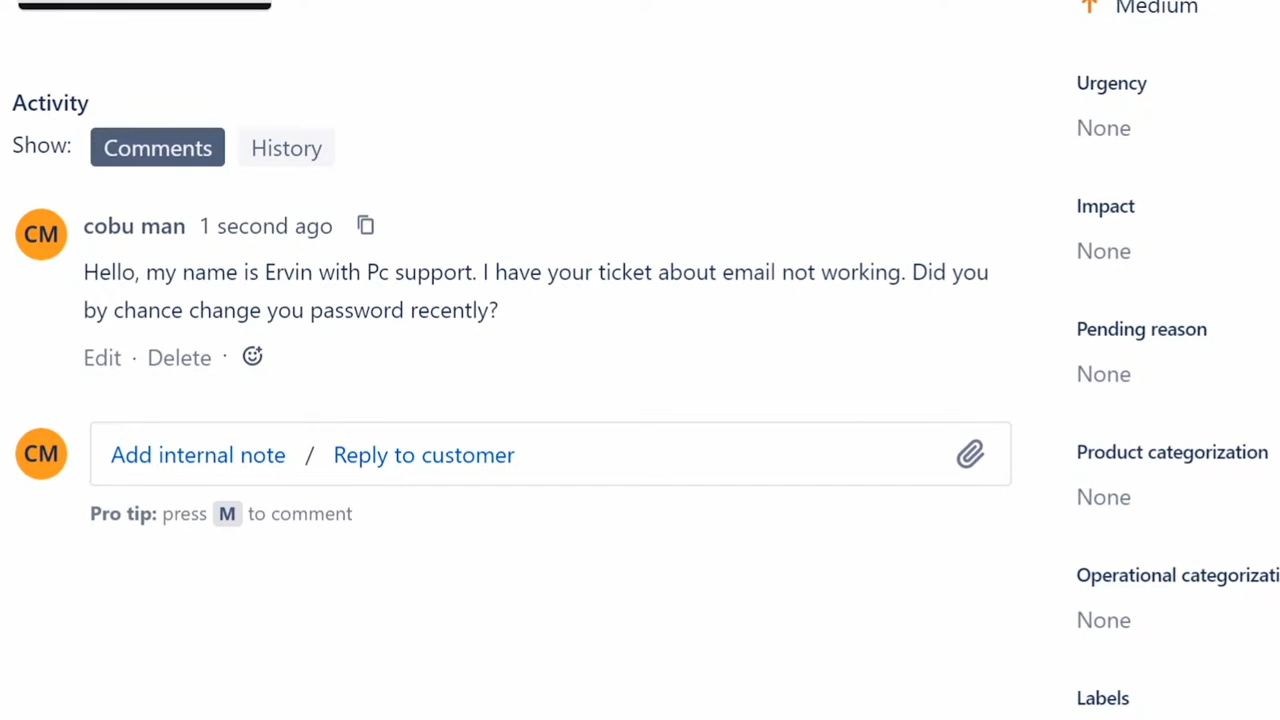 Medium
Activity
Show: Comments History
Urgency
None
Impact
None
CM cobu man 1 second ago
Hello, my name is Ervin with Pc support. I have your ticket about email not working. Did you
by chance change you password recently?
Edit · Delete ·
Pending reason
None
CM Add internal note / Reply to customer
Pro tip: press M to comment
Product categorization
None
Operational categorizati
None
Labels